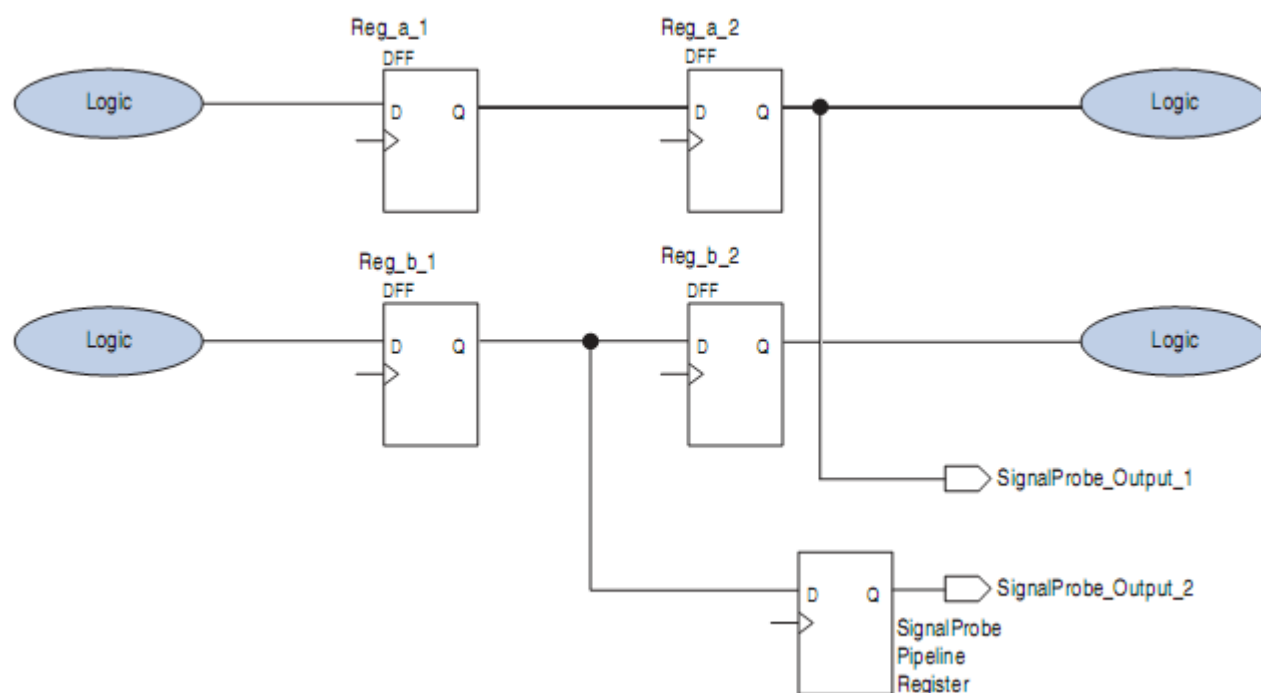 Reg_a_1
DFF
Reg_a_2
DFF
Logic
D Q
D Q
Logic
Reg_b_1
DFF
Reg_b_2
DFF
Logic
D Q
D Q
Logic
SignalProbe_Output_1
D Q
SignalProbe_Output_2
SignalProbe
Pipeline
Register